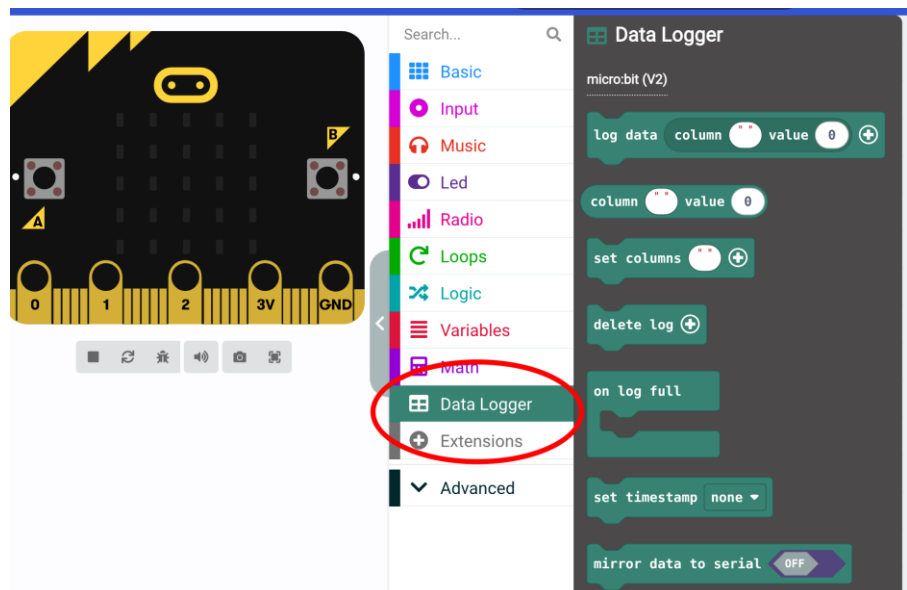 B
A
0 1 2 3V GND
Search...
Basic
Input
Music
Led
Radio
Loops
Logic
Variables
Math
Data Logger
Extensions
Advanced
Data Logger
micro:bit (V2)
log data column " " value 0
column " " value 0
set columns " "
delete log
on log full
set timestamp none
mirror data to serial OFF